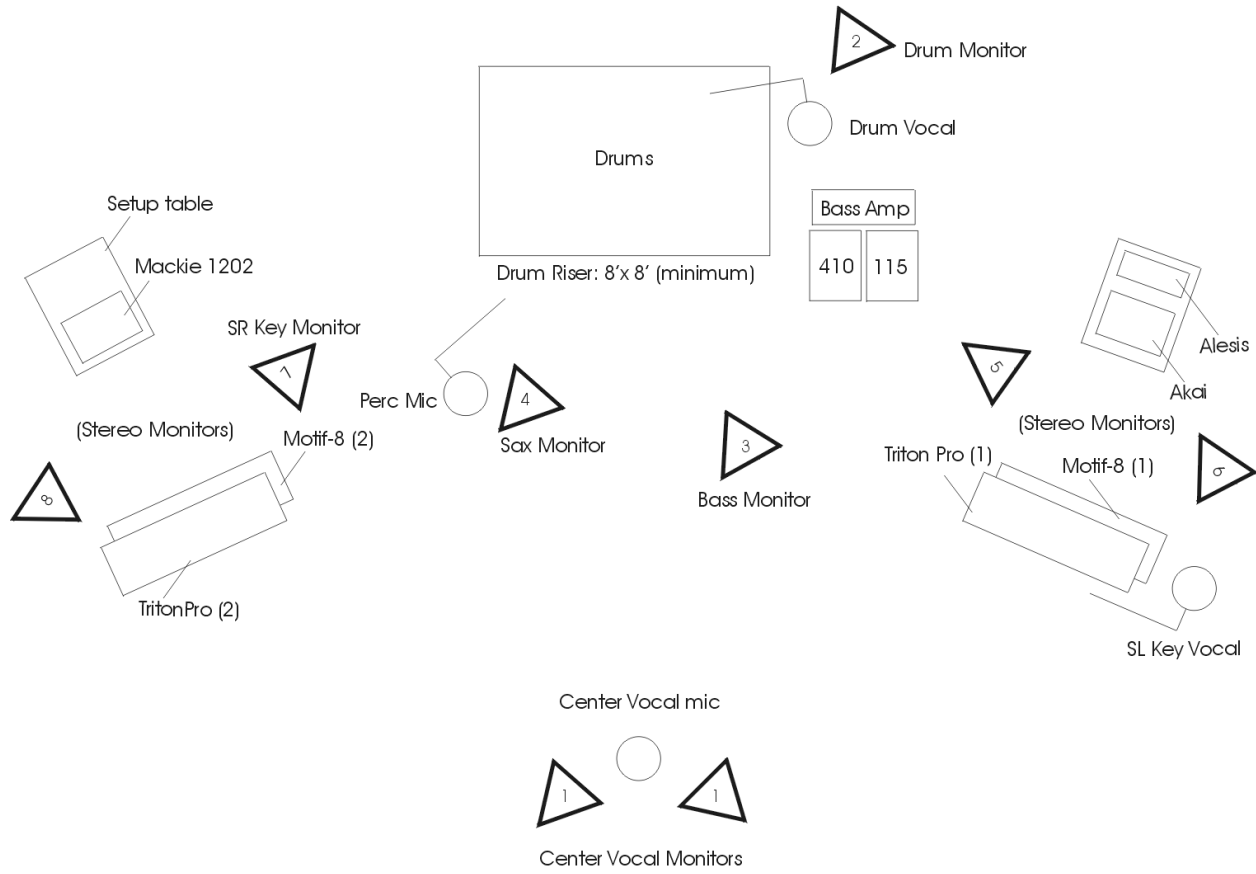 2
Drum Monitor
Drum Vocal
Drums
Setup table
Bass Amp
Mackie 1202
410
115
Drum Riser: 8'x 8' (minimum)
SR Key Monitor
Alesis
7
5
Akai
Perc Mic
4
(Stereo Monitors)
Motif-8 (2)
Sax Monitor
3
(Stereo Monitors)
Triton Pro (1)
Motif-8 (1)
8
Bass Monitor
6
TritonPro (2)
SL Key Vocal
Center Vocal mic
1
1
Center Vocal Monitors